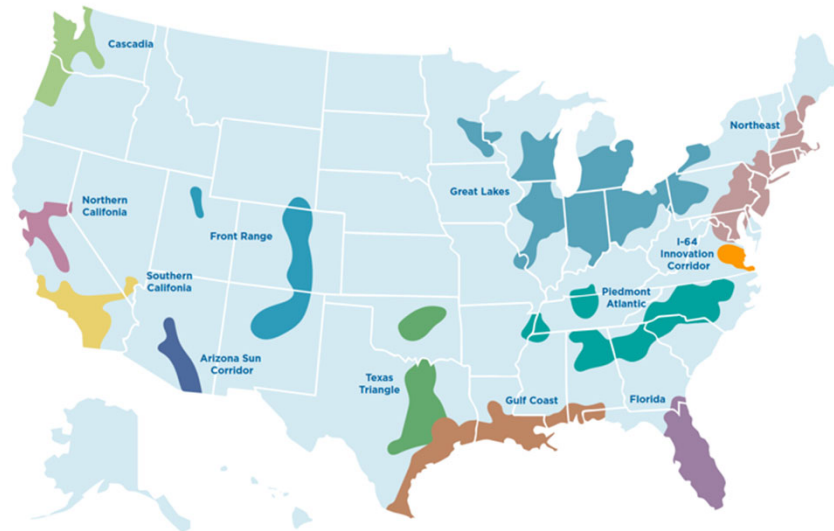 Cascadia
Northeast
Great Lakes
Northern
Califonia
Front Range
I-64
Innovation
Corridor
Southern
Califonia
Piedmont
Atlantic
Arizona Sun
Corridor
Texas
Triangle
Gulf Coast
Florida